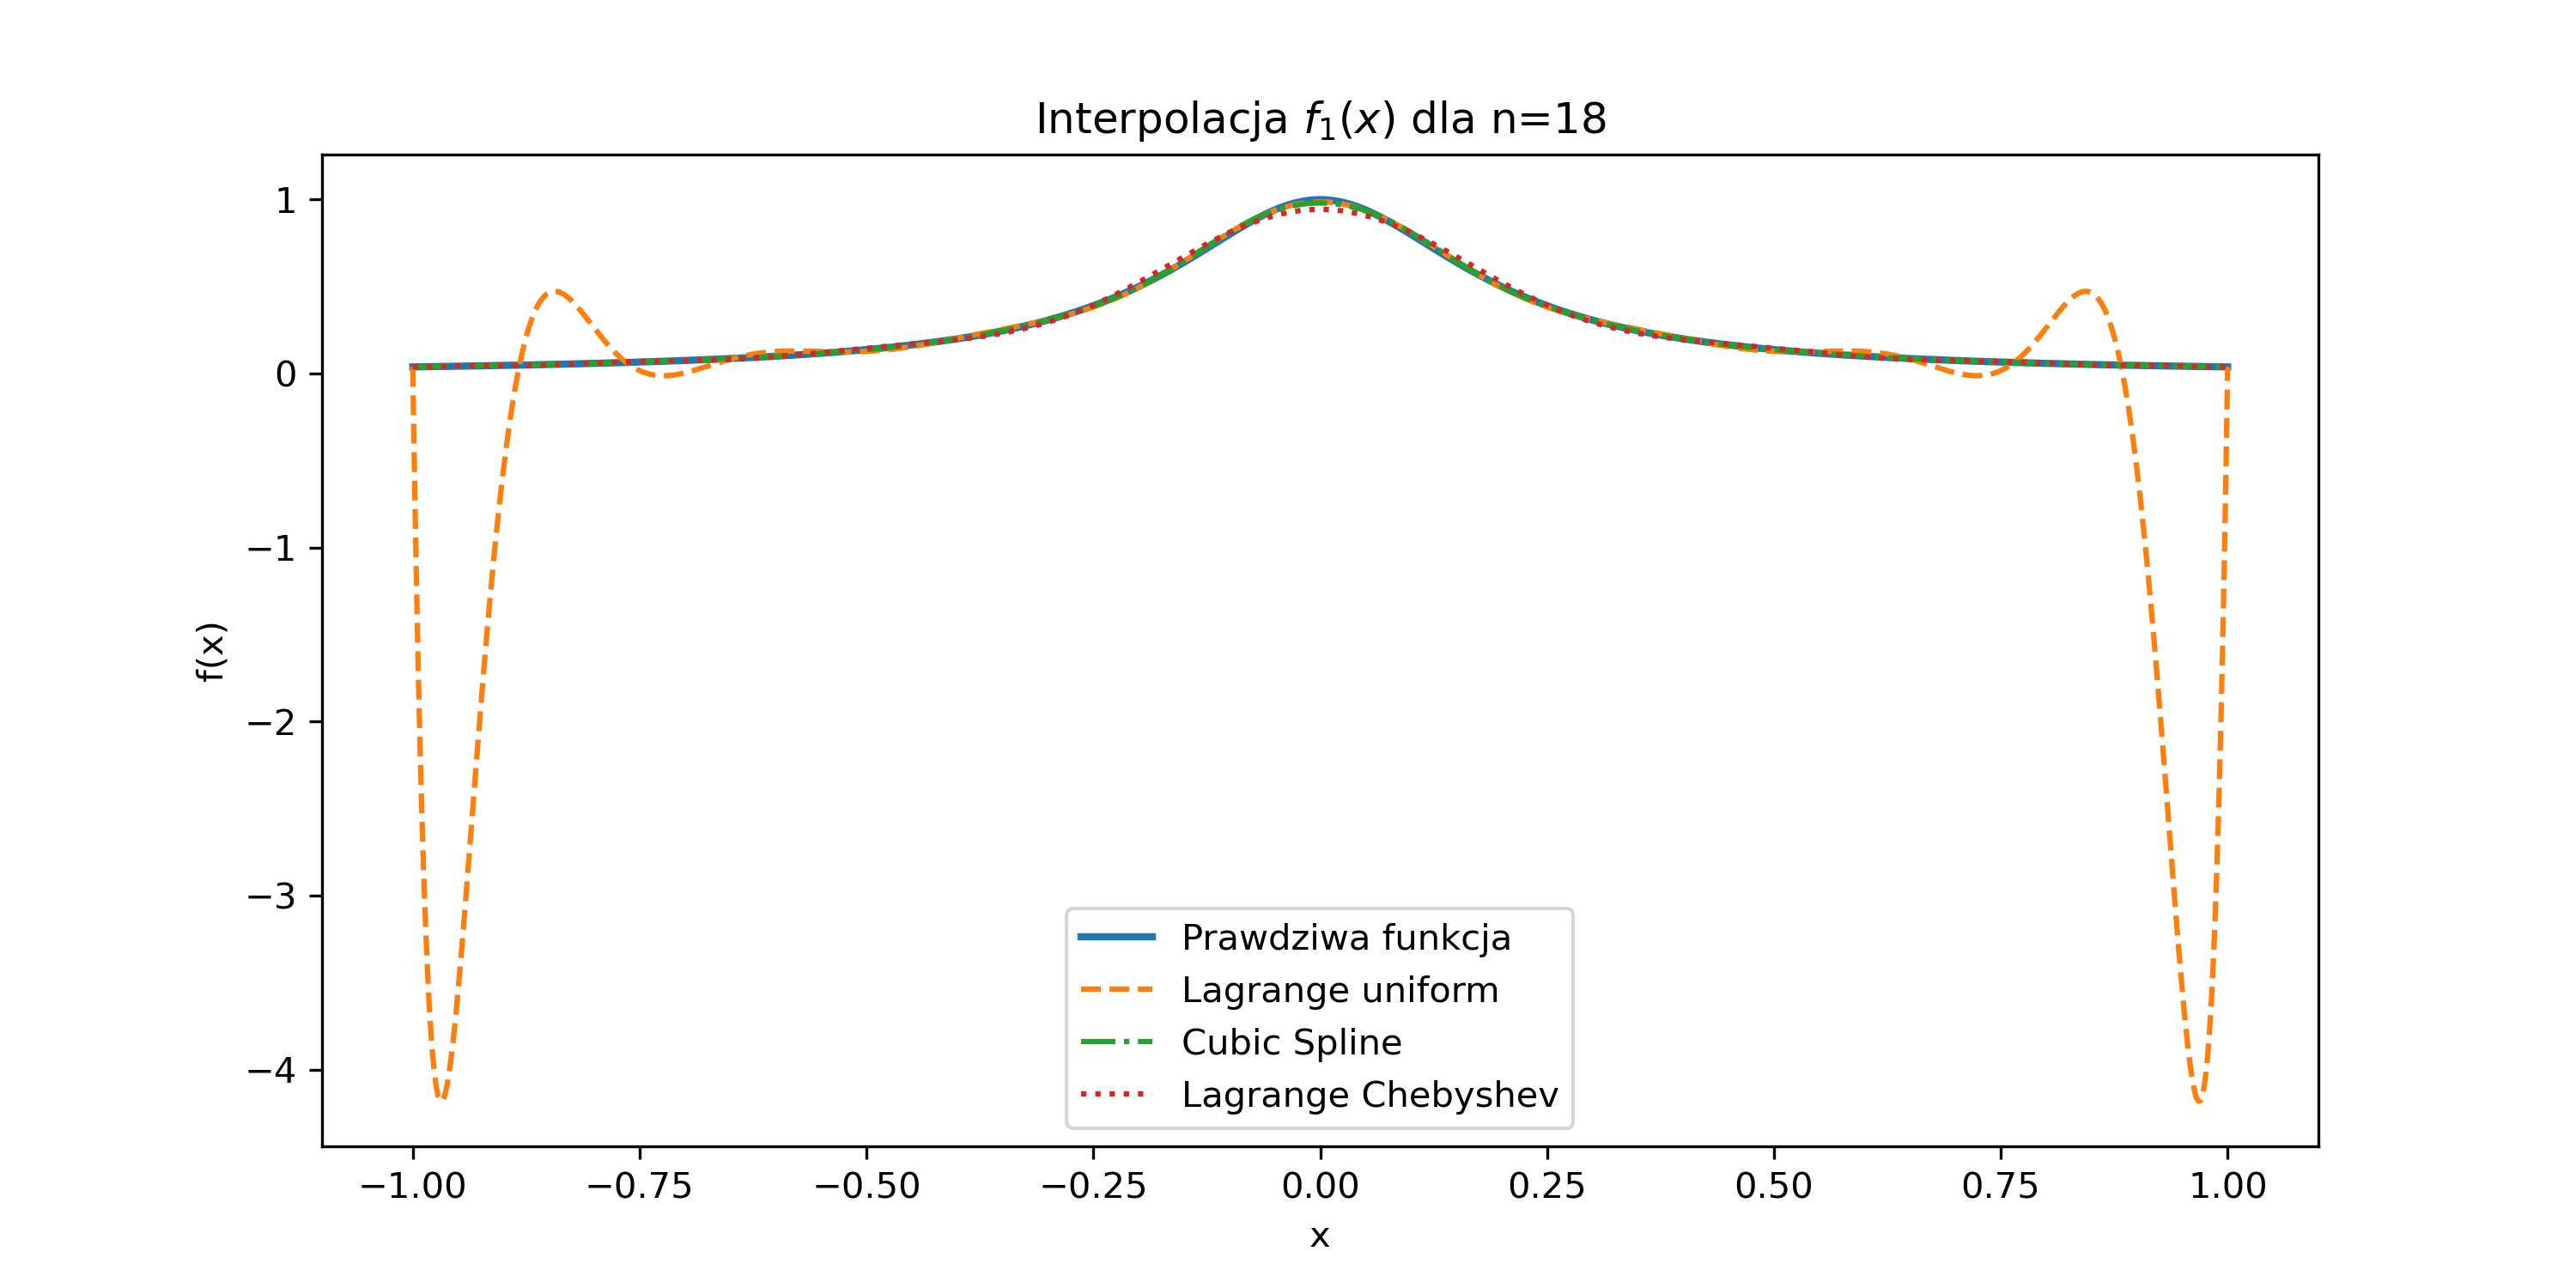 Interpolacja f₁(x) dla n=18
1
0
−1
−2
−3
−4
f(x)
Prawdziwa funkcja
Lagrange uniform
Cubic Spline
Lagrange Chebyshev
−1.00 −0.75 −0.50 −0.25 0.00 0.25 0.50 0.75 1.00
x